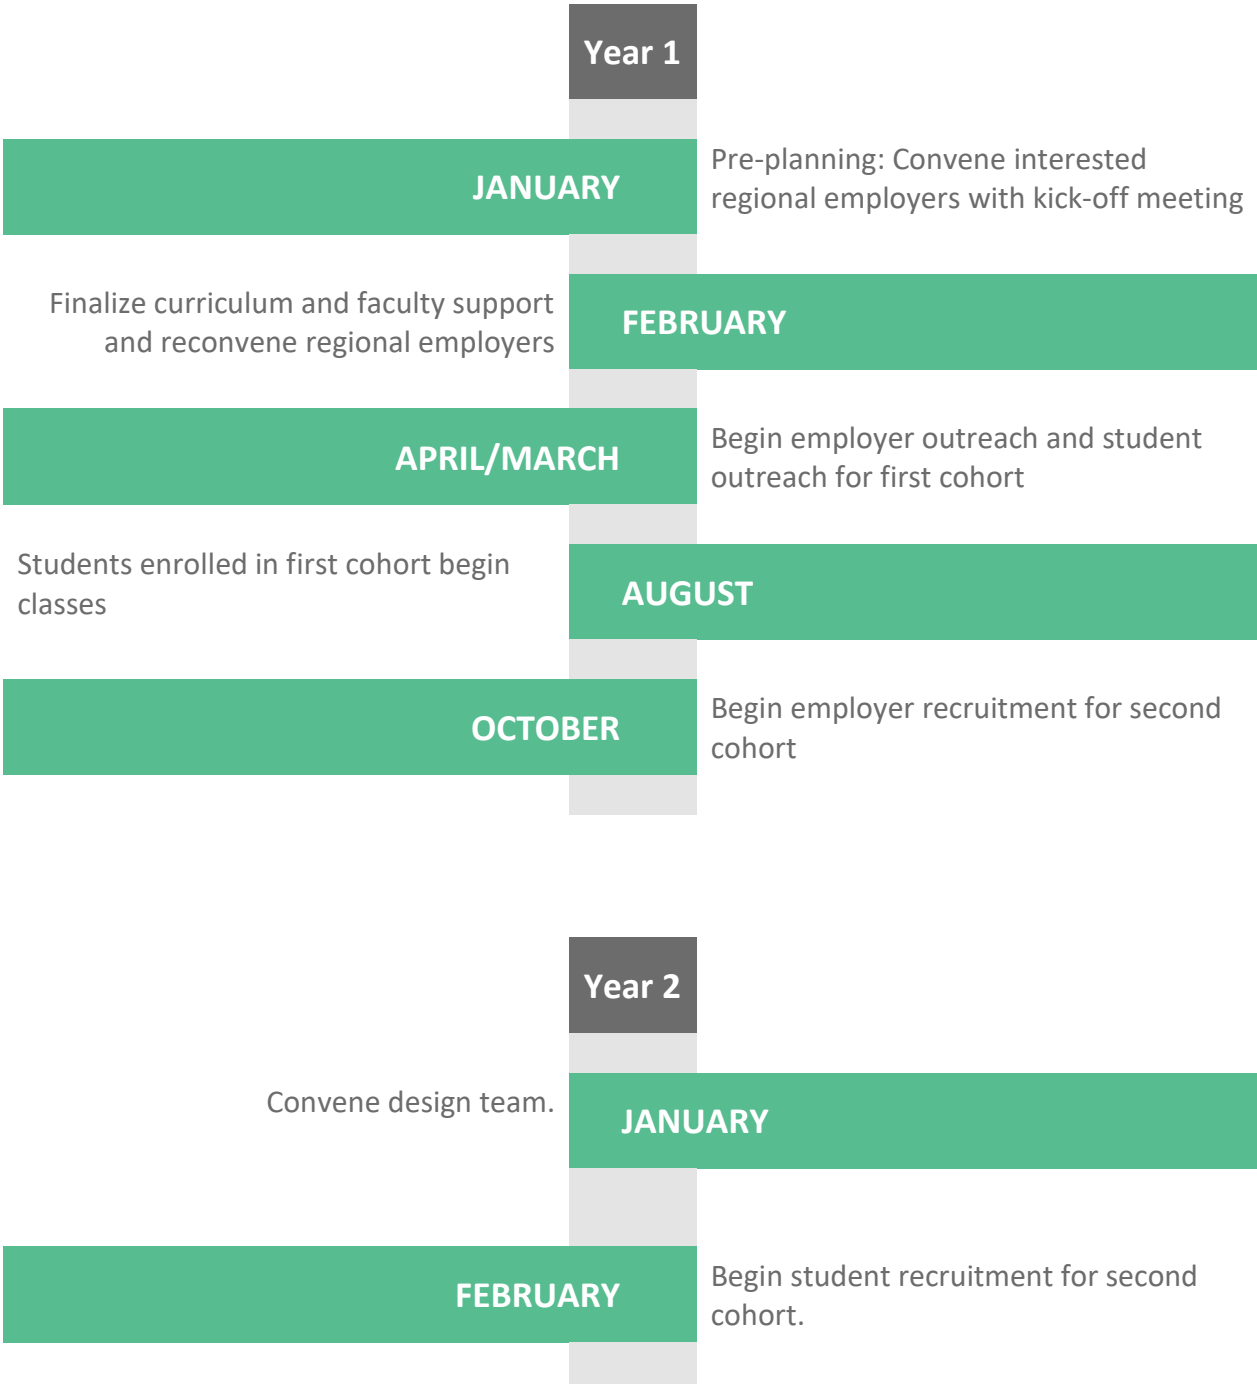 Year 1
JANUARY
Pre-planning: Convene interested
regional employers with kick-off meeting
Finalize curriculum and faculty support
and reconvene regional employers
FEBRUARY
APRIL/MARCH
Begin employer outreach and student
outreach for first cohort
Students enrolled in first cohort begin
classes
AUGUST
OCTOBER
Begin employer recruitment for second
cohort
Year 2
Convene design team.
JANUARY
FEBRUARY
Begin student recruitment for second
cohort.